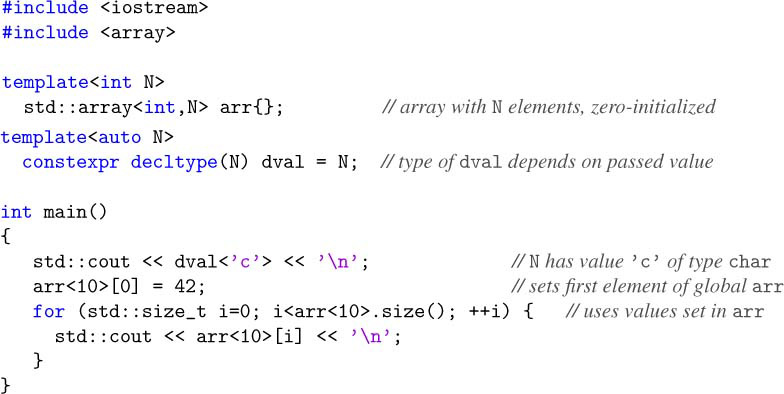 #include <iostream>
#include <array>
template<int N>
std::array<int,N> arr{}; // array with N elements, zero-initialized
template<auto N>
constexpr decltype(N) dval = N; // type of dval depends on passed value
int main()
{
std::cout << dval<'c'> << '\n'; // N has value 'c' of type char
arr<10>[0] = 42; // sets first element of global arr
for (std::size_t i=0; i<arr<10>.size(); ++i) { // uses values set in arr
std::cout << arr<10>[i] << '\n';
}
}